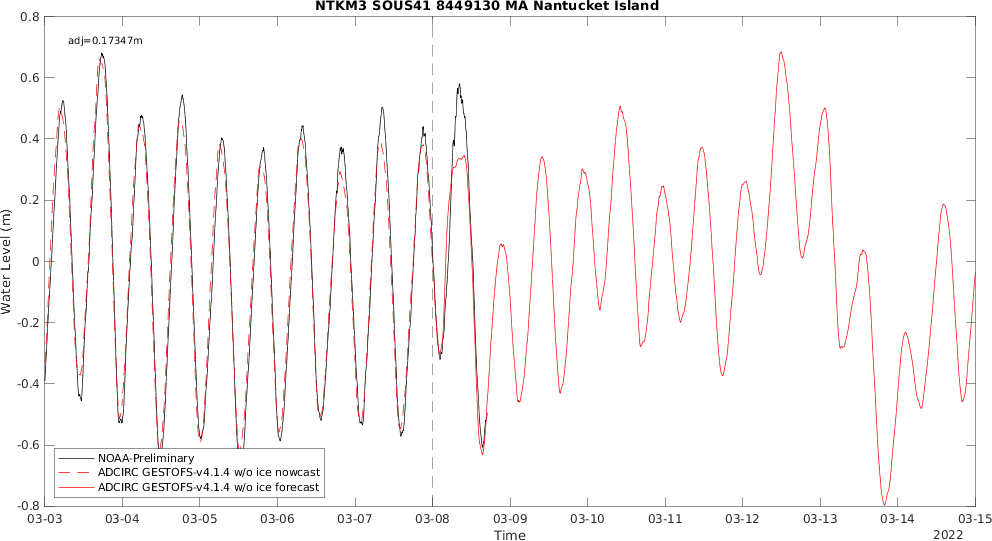 NTKM3 SOUS41 8449130 MA Nantucket Island
adj=0.17347m
0.8
0.6
0.4
0.2
0
-0.2
-0.4
-0.6
-0.8
Water Level (m)
NOAA-Preliminary
ADCIRC GESTOFS-v4.1.4 w/o ice nowcast
ADCIRC GESTOFS-v4.1.4 w/o ice forecast
03-03 03-04 03-05 03-06 03-07 03-08 03-09 03-10 03-11 03-12 03-13 03-14 03-15
Time
2022